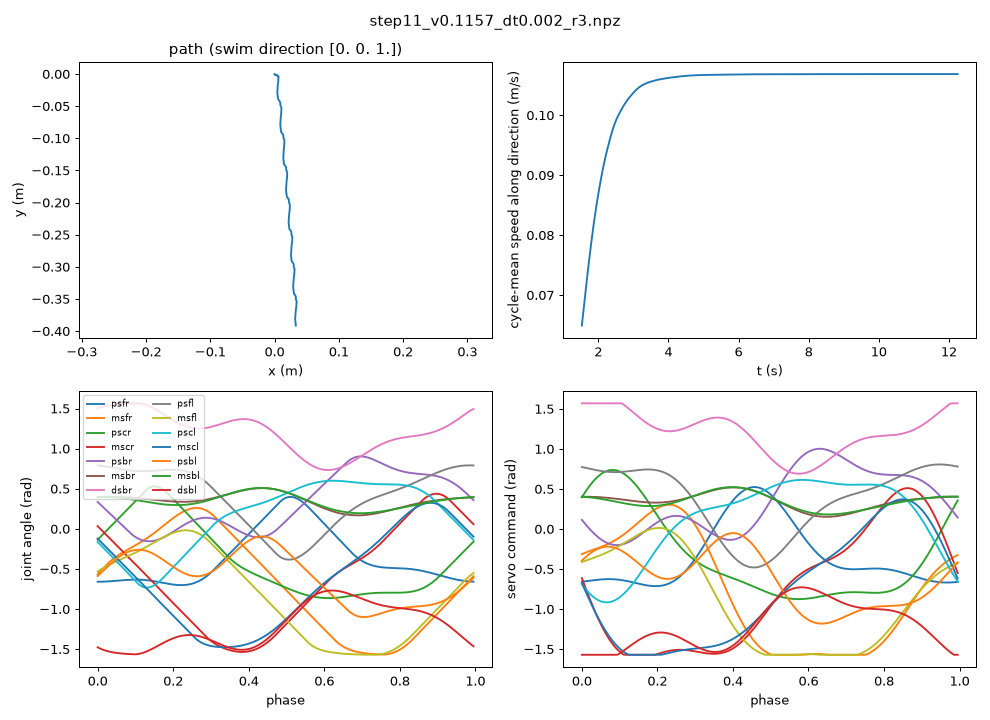 step11_v0.1157_dt0.002_r3.npz
path (swim direction [0. 0. 1.])
0.00
−0.05
−0.10
−0.15
−0.20
−0.25
−0.30
−0.35
−0.40
y (m)
−0.3 −0.2 −0.1 0.0 0.1 0.2 0.3
x (m)
0.10
0.09
0.08
0.07
cycle-mean speed along direction (m/s)
2 4 6 8 10 12
t (s)
1.5
1.0
0.5
0.0
−0.5
−1.0
−1.5
joint angle (rad)
psfr psfl
msfr msfl
pscr pscl
mscr mscl
psbr psbl
msbr msbl
dsbr dsbl
0.0 0.2 0.4 0.6 0.8 1.0
phase
1.5
1.0
0.5
0.0
−0.5
−1.0
−1.5
servo command (rad)
0.0 0.2 0.4 0.6 0.8 1.0
phase